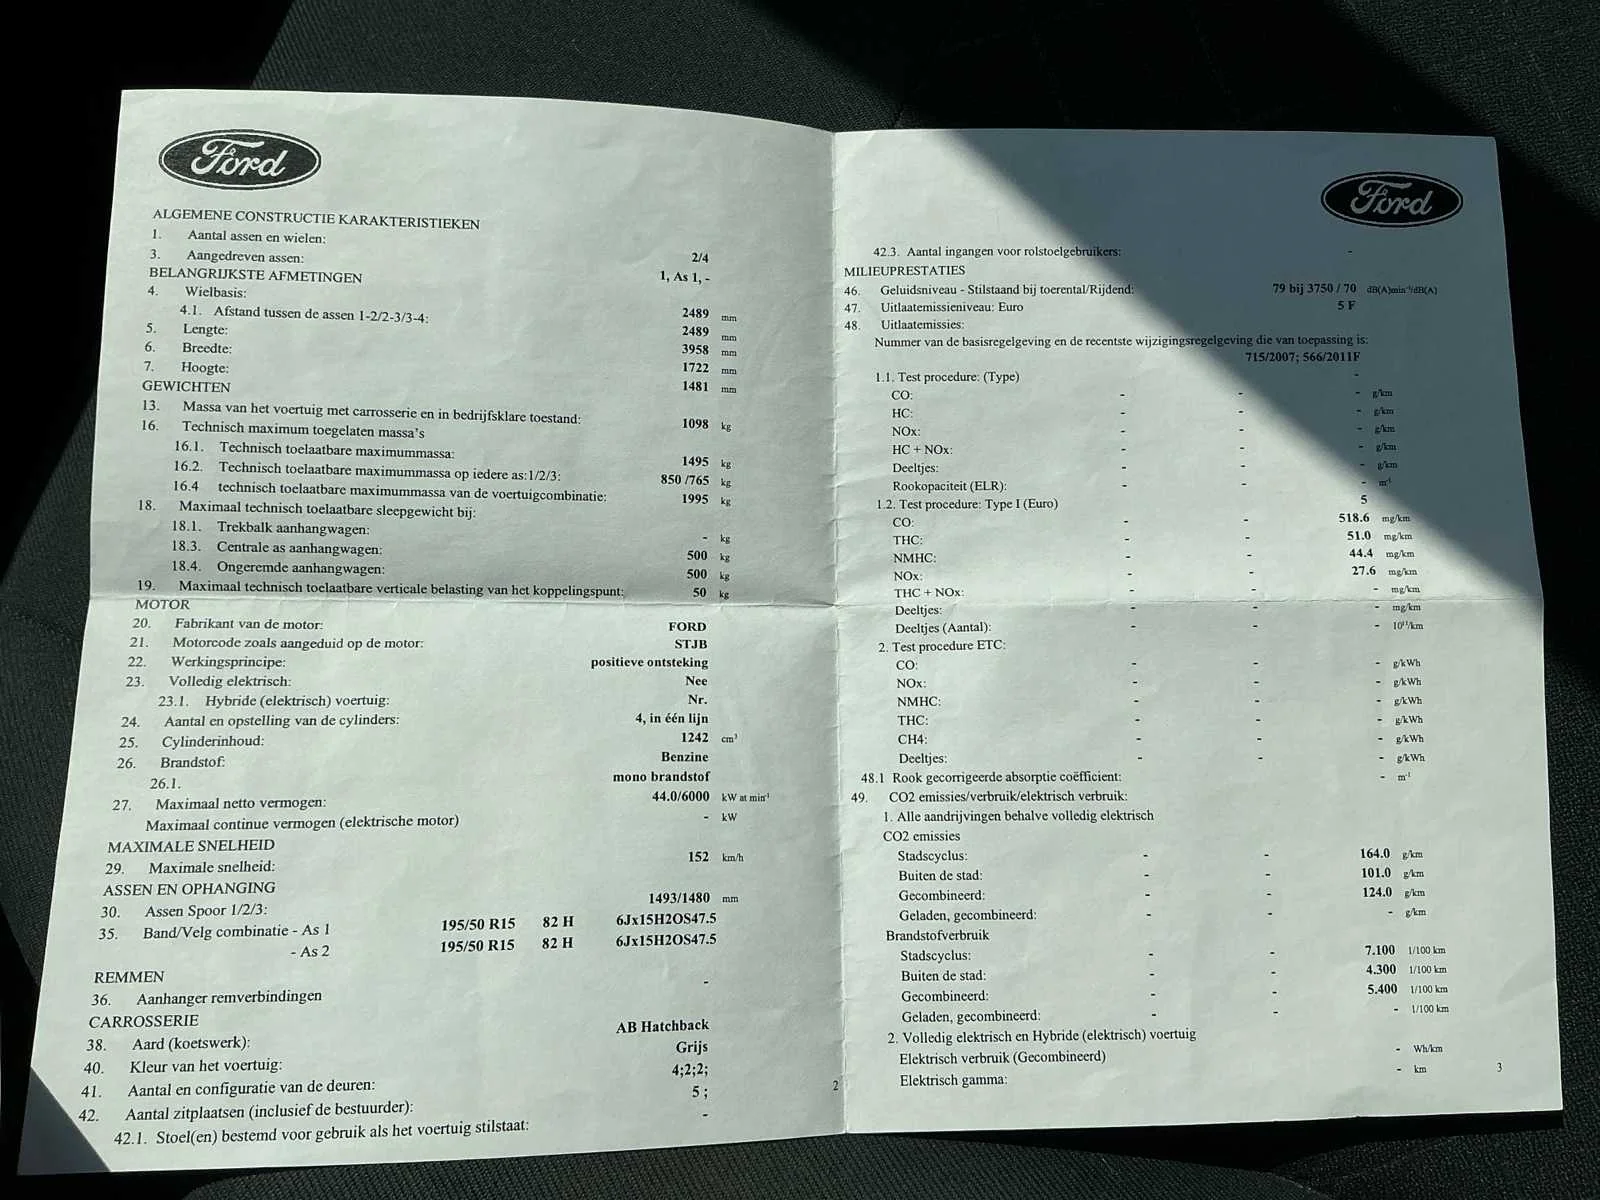 Ford
ALGEMENE CONSTRUCTIE KARAKTERISTIEKEN
1. Aantal assen en wielen: 2/4
3. Aangedreven assen: 1, As 1, -
BELANGRIJKSTE AFMETINGEN
4. Wielbasis: 2489 mm
4.1. Afstand tussen de assen 1-2/2-3/3-4: 2489 mm
5. Lengte: 3958 mm
6. Breedte: 1722 mm
7. Hoogte: 1481 mm
GEWICHTEN
13. Massa van het voertuig met carrosserie en in bedrijfsklare toestand: 1098 kg
16. Technisch maximum toegelaten massa's
16.1. Technisch toelaatbare maximummassa: 1495 kg
16.2. Technisch toelaatbare maximummassa op iedere as:1/2/3: 850 /765 kg
16.4 technisch toelaatbare maximummassa van de voertuigcombinatie: 1995 kg
18. Maximaal technisch toelaatbare sleepgewicht bij:
18.1. Trekbalk aanhangwagen: - kg
18.3. Centrale as aanhangwagen: 500 kg
18.4. Ongeremde aanhangwagen: 500 kg
19. Maximaal technisch toelaatbare verticale belasting van het koppelingspunt: 50 kg
MOTOR
20. Fabrikant van de motor: FORD
21. Motorcode zoals aangeduid op de motor: STJB
22. Werkingsprincipe: positieve ontsteking
23. Volledig elektrisch: Nee
23.1. Hybride (elektrisch) voertuig: Nr.
24. Aantal en opstelling van de cylinders: 4, in één lijn
25. Cylinderinhoud: 1242 cm³
26. Brandstof: Benzine
26.1. mono brandstof
27. Maximaal netto vermogen: 44.0/6000 kW at min⁻¹
Maximaal continue vermogen (elektrische motor) - kW
MAXIMALE SNELHEID
29. Maximale snelheid: 152 km/h
ASSEN EN OPHANGING
30. Assen Spoor 1/2/3: 1493/1480 mm
35. Band/Velg combinatie - As 1 195/50 R15 82 H 6Jx15H2OS47.5
- As 2 195/50 R15 82 H 6Jx15H2OS47.5
REMMEN
36. Aanhanger remverbindingen -
CARROSSERIE
38. Aard (koetswerk): AB Hatchback
40. Kleur van het voertuig: Grijs
41. Aantal en configuratie van de deuren: 4;2;2;
42. Aantal zitplaatsen (inclusief de bestuurder): 5 ;
42.1. Stoel(en) bestemd voor gebruik als het voertuig stilstaat: -
2
Ford
42.3. Aantal ingangen voor rolstoelgebruikers: -
MILIEUPRESTATIES
46. Geluidsniveau - Stilstaand bij toerental/Rijdend: 79 bij 3750 / 70 dB(A)min⁻¹/dB(A)
47. Uitlaatemissieniveau: Euro 5 F
48. Uitlaatemissies:
Nummer van de basisregelgeving en de recentste wijzigingsregelgeving die van toepassing is:
715/2007; 566/2011F
1.1. Test procedure: (Type) -
CO: - - - g/km
HC: - - - g/km
NOx: - - - g/km
HC + NOx: - - - g/km
Deeltjes: - - - g/km
Rookopaciteit (ELR): - - - m⁻¹
1.2. Test procedure: Type I (Euro) 5
CO: - - 518.6 mg/km
THC: - - 51.0 mg/km
NMHC: - - 44.4 mg/km
NOx: - - 27.6 mg/km
THC + NOx: - - - mg/km
Deeltjes: - - - mg/km
Deeltjes (Aantal): - - - 10¹¹/km
2. Test procedure ETC:
CO: - - - g/kWh
NOx: - - - g/kWh
NMHC: - - - g/kWh
THC: - - - g/kWh
CH4: - - - g/kWh
Deeltjes: - - - g/kWh
48.1 Rook gecorrigeerde absorptie coëfficient: - m⁻¹
49. CO2 emissies/verbruik/elektrisch verbruik:
1. Alle aandrijvingen behalve volledig elektrisch
CO2 emissies
Stadscyclus: - - 164.0 g/km
Buiten de stad: - - 101.0 g/km
Gecombineerd: - - 124.0 g/km
Geladen, gecombineerd: - g/km
Brandstofverbruik
Stadscyclus: - - 7.100 1/100 km
Buiten de stad: - - 4.300 1/100 km
Gecombineerd: - - 5.400 1/100 km
Geladen, gecombineerd: - - - 1/100 km
2. Volledig elektrisch en Hybride (elektrisch) voertuig
Elektrisch verbruik (Gecombineerd) - Wh/km
Elektrisch gamma: - km
3